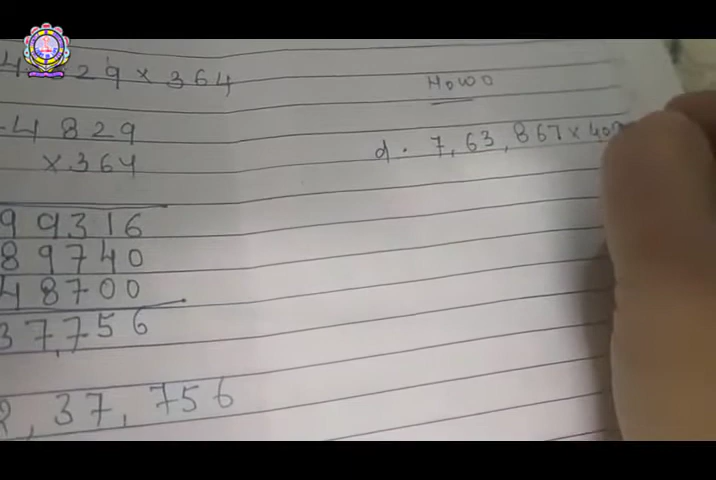 29 × 364
4829
× 364
99316
89740
48700
37,756
, 37, 756
H.W
d. 7, 63, 867 × 40